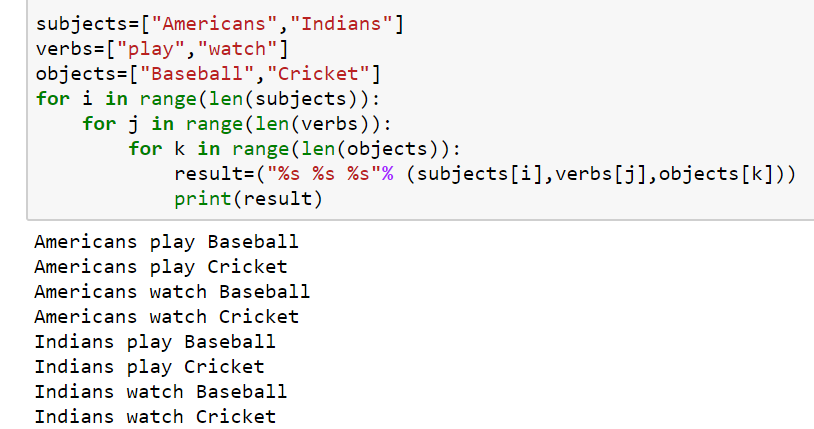 subjects=["Americans","Indians"]
verbs=["play","watch"]
objects=["Baseball","Cricket"]
for i in range(len(subjects)):
    for j in range(len(verbs)):
        for k in range(len(objects)):
            result=("%s %s %s"% (subjects[i],verbs[j],objects[k]))
            print(result)
Americans play Baseball
Americans play Cricket
Americans watch Baseball
Americans watch Cricket
Indians play Baseball
Indians play Cricket
Indians watch Baseball
Indians watch Cricket